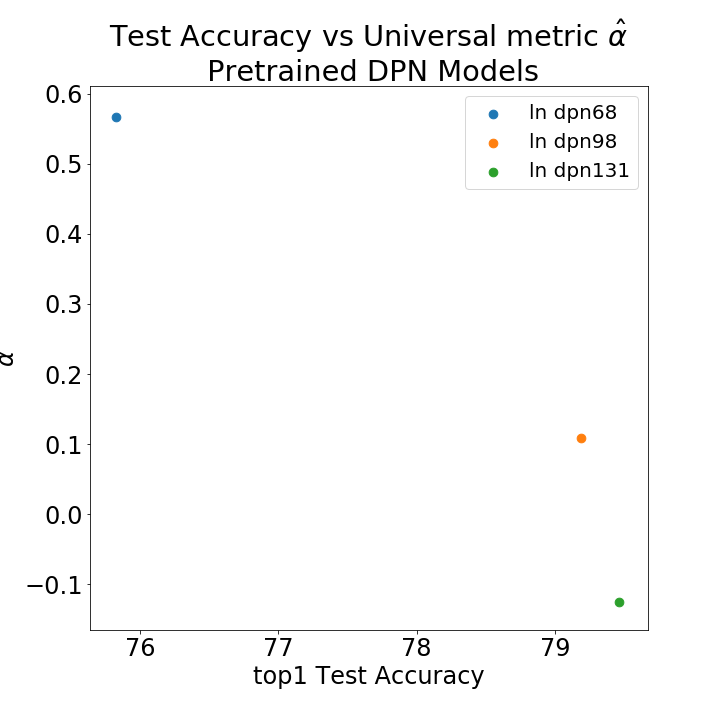 Test Accuracy vs Universal metric α̂
Pretrained DPN Models
ln dpn68
ln dpn98
ln dpn131
0.6
0.5
0.4
0.3
0.2
0.1
0.0
−0.1
α
76 77 78 79
top1 Test Accuracy